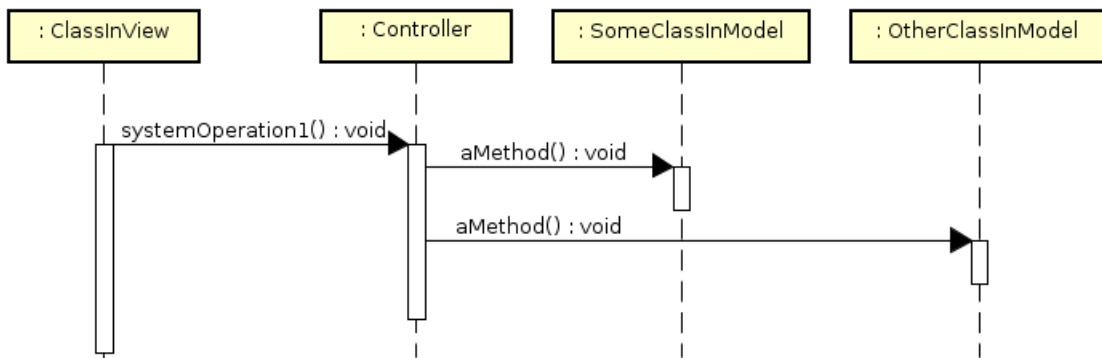 : ClassInView
: Controller
: SomeClassInModel
: OtherClassInModel
systemOperation1() : void
aMethod() : void
aMethod() : void